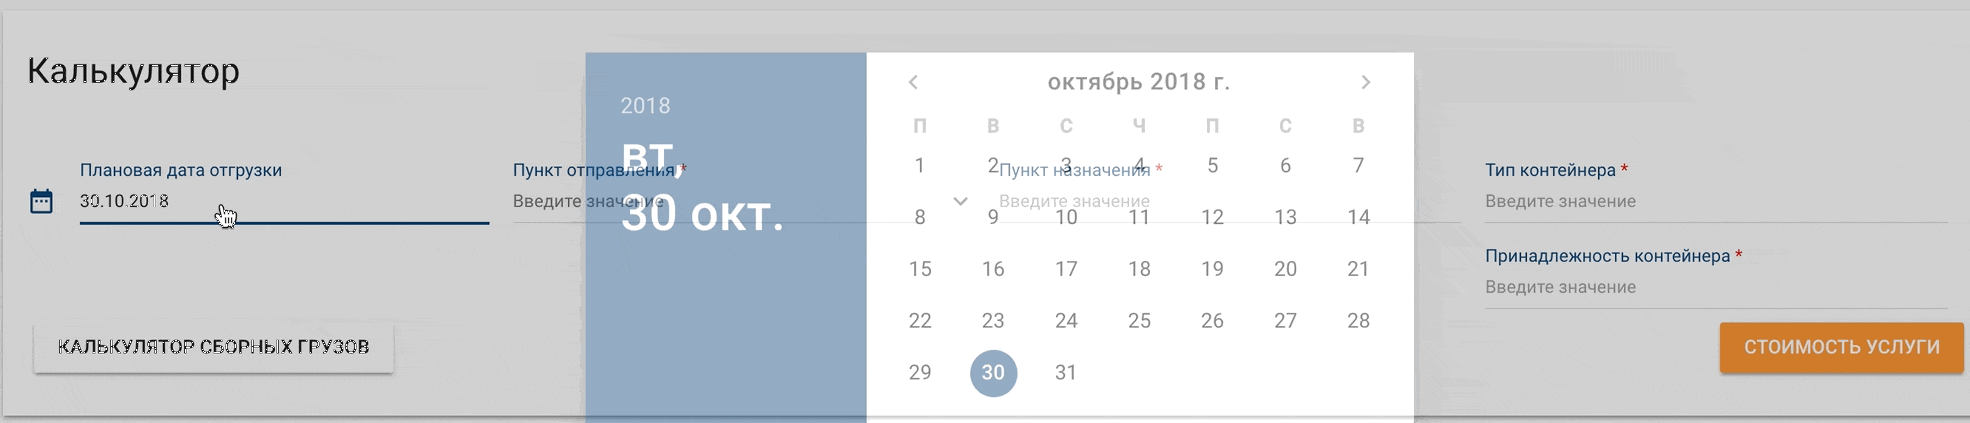 Калькулятор
Плановая дата отгрузки
30.10.2018
Пункт отправления *
Введите значение
Пункт назначения *
Введите значение
Тип контейнера *
Введите значение
Принадлежность контейнера *
Введите значение
КАЛЬКУЛЯТОР СБОРНЫХ ГРУЗОВ
СТОИМОСТЬ УСЛУГИ
2018
вт,
30 окт.
октябрь 2018 г.
П В С Ч П С В
1 2 3 4 5 6 7
8 9 10 11 12 13 14
15 16 17 18 19 20 21
22 23 24 25 26 27 28
29 30 31